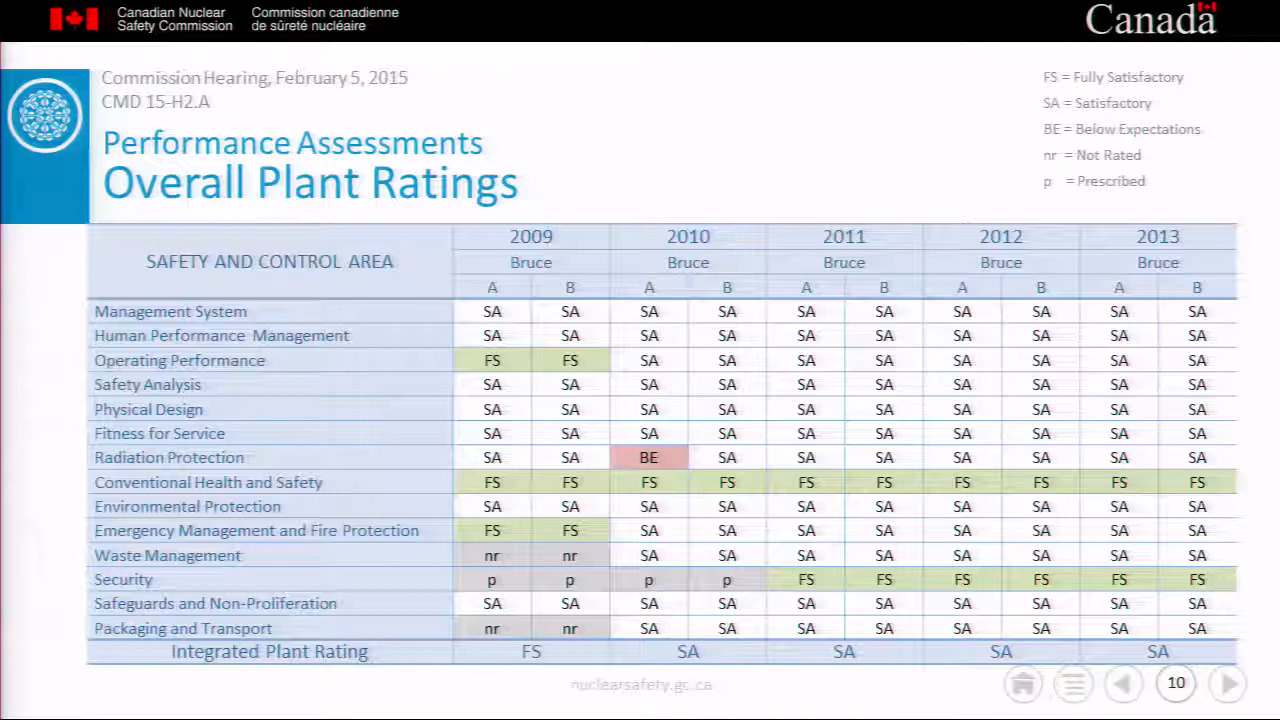 Canadian Nuclear Safety Commission
Commission canadienne de sûreté nucléaire
Canada
Commission Hearing, February 5, 2015
CMD 15-H2.A
Performance Assessments
Overall Plant Ratings
FS = Fully Satisfactory
SA = Satisfactory
BE = Below Expectations
nr = Not Rated
p = Prescribed
SAFETY AND CONTROL AREA 2009 2010 2011 2012 2013
Bruce Bruce Bruce Bruce Bruce
A B A B A B A B A B
Management System SA SA SA SA SA SA SA SA SA SA
Human Performance Management SA SA SA SA SA SA SA SA SA SA
Operating Performance FS FS SA SA SA SA SA SA SA SA
Safety Analysis SA SA SA SA SA SA SA SA SA SA
Physical Design SA SA SA SA SA SA SA SA SA SA
Fitness for Service SA SA SA SA SA SA SA SA SA SA
Radiation Protection SA SA BE SA SA SA SA SA SA SA
Conventional Health and Safety FS FS FS FS FS FS FS FS FS FS
Environmental Protection SA SA SA SA SA SA SA SA SA SA
Emergency Management and Fire Protection FS FS SA SA SA SA SA SA SA SA
Waste Management nr nr SA SA SA SA SA SA SA SA
Security p p p p FS FS FS FS FS FS
Safeguards and Non-Proliferation SA SA SA SA SA SA SA SA SA SA
Packaging and Transport nr nr SA SA SA SA SA SA SA SA
Integrated Plant Rating FS SA SA SA SA
nuclearsafety.gc.ca
10